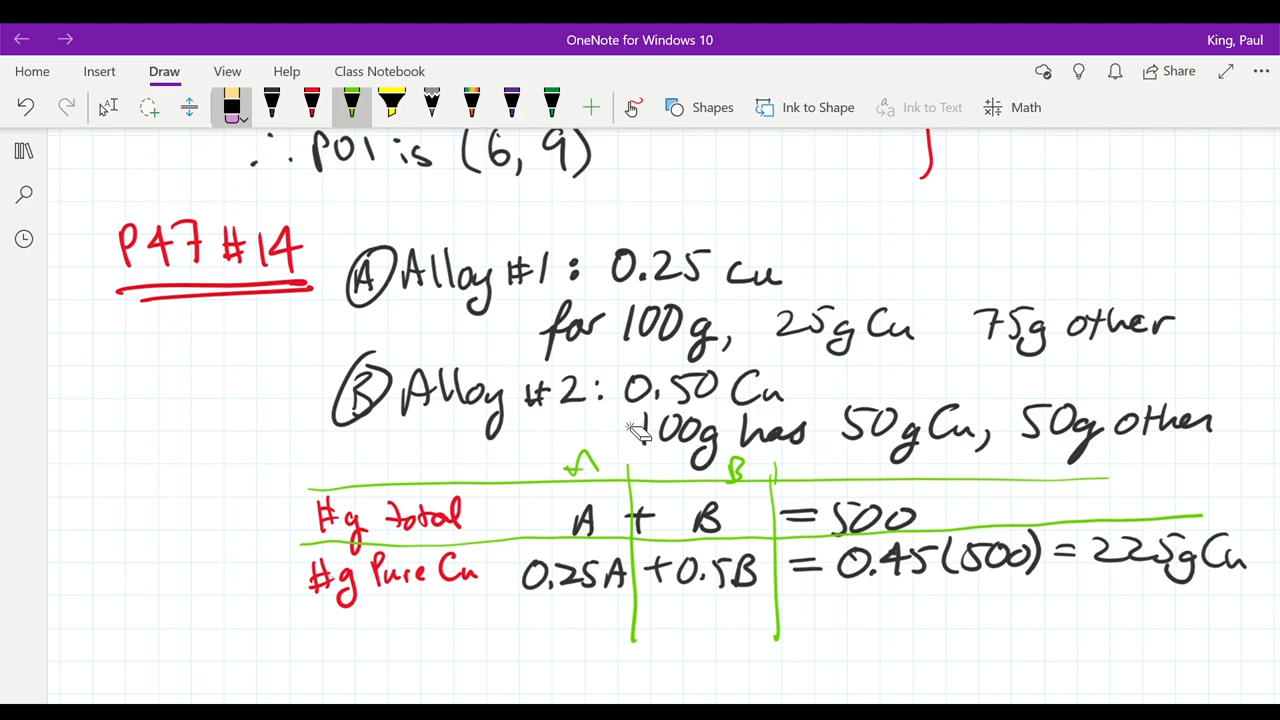 OneNote for Windows 10
King, Paul
Home Insert Draw View Help Class Notebook Share
Shapes Ink to Shape Ink to Text Math
∴ POI is (6, 9)
P47 #14
A Alloy #1: 0.25 Cu
for 100g, 25g Cu 75g other
B Alloy #2: 0.50 Cu
100g has 50g Cu, 50g other
A B
#g total A + B = 500
#g Pure Cu 0.25A + 0.5B = 0.45(500) = 225g Cu